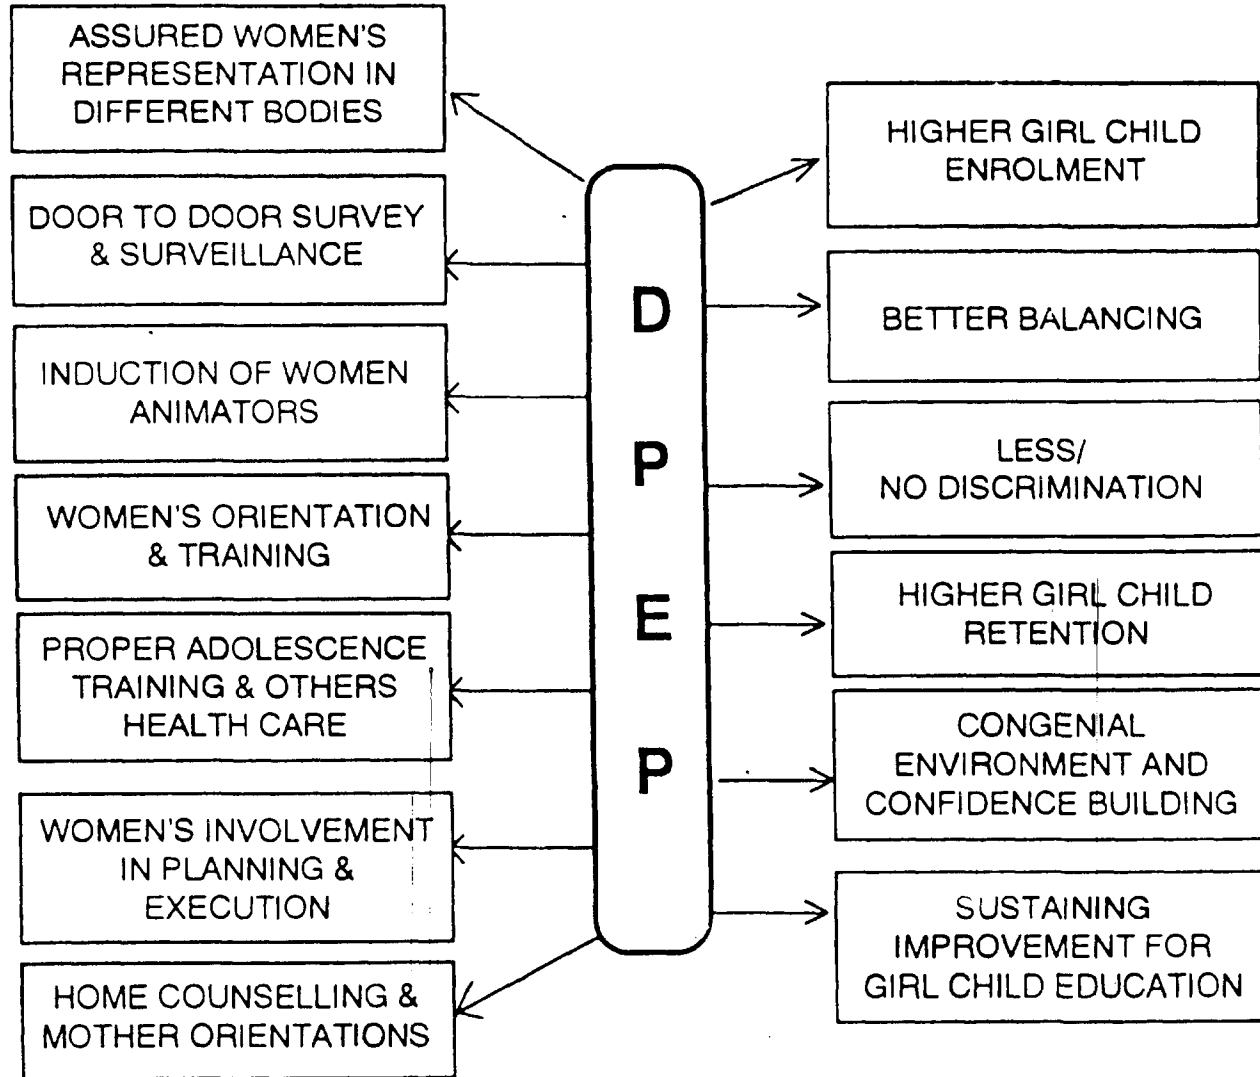 ASSURED WOMEN'S
REPRESENTATION IN
DIFFERENT BODIES
DOOR TO DOOR SURVEY
& SURVEILLANCE
INDUCTION OF WOMEN
ANIMATORS
WOMEN'S ORIENTATION
& TRAINING
PROPER ADOLESCENCE
TRAINING & OTHERS
HEALTH CARE
WOMEN'S INVOLVEMENT
IN PLANNING &
EXECUTION
HOME COUNSELLING &
MOTHER ORIENTATIONS
D
P
E
P
HIGHER GIRL CHILD
ENROLMENT
BETTER BALANCING
LESS/
NO DISCRIMINATION
HIGHER GIRL CHILD
RETENTION
CONGENIAL
ENVIRONMENT AND
CONFIDENCE BUILDING
SUSTAINING
IMPROVEMENT FOR
GIRL CHILD EDUCATION